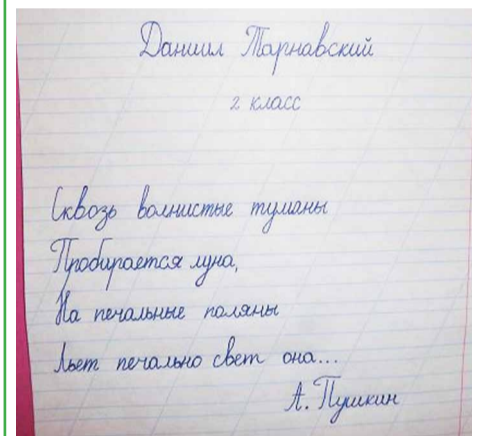 Даниил Тарнавский
2 класс
Сквозь волнистые туманы
Пробирается луна,
На печальные поляны
Льет печально свет она...
А. Пушкин